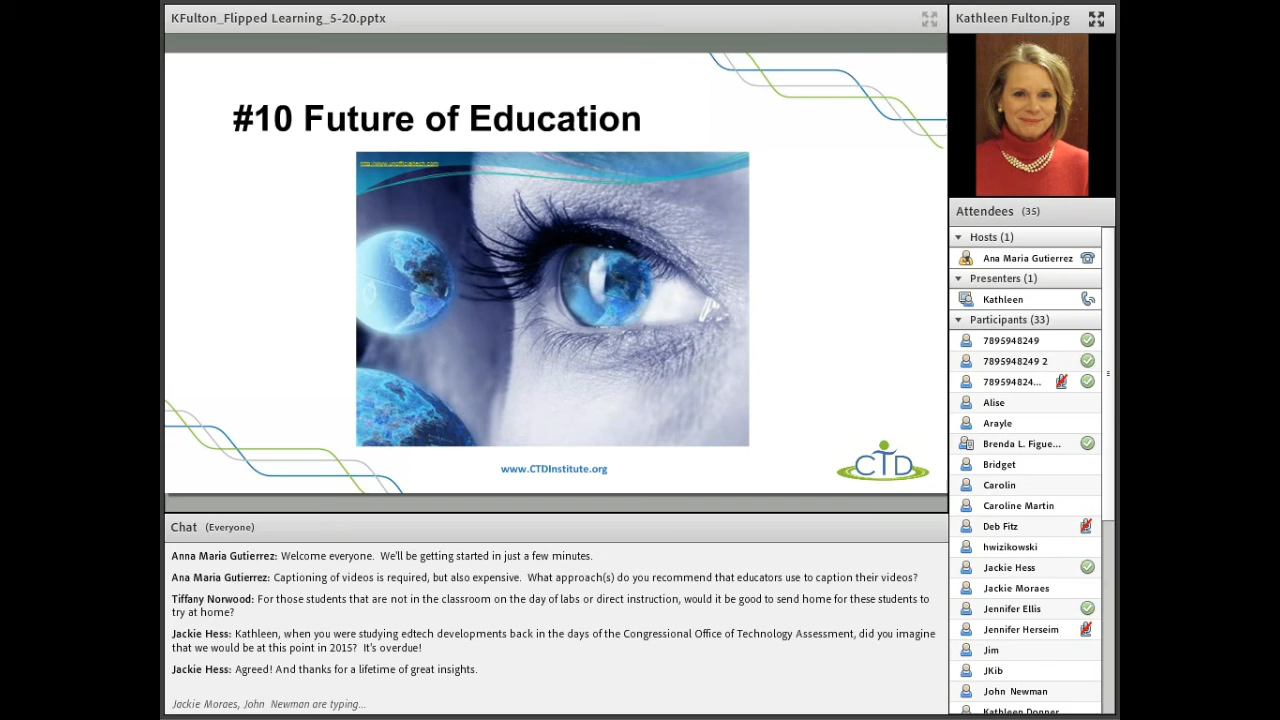 KFulton_Flipped Learning_5-20.pptx
#10 Future of Education
www.CTDInstitute.org
CTD
Chat (Everyone)
Anna Maria Gutierrez: Welcome everyone. We'll be getting started in just a few minutes.
Ana Maria Gutierrez: Captioning of videos is required, but also expensive. What approach(s) do you recommend that educators use to caption their videos?
Tiffany Norwood: For thr students that are not in the classroom on the day of labs or direct instruction, would it be good to send home for these students to
try at home?
Jackie Hess: Kathleen, when you were studying edtech developments back in the days of the Congressional Office of Technology Assessment, did you imagine
that we would be at this point in 2015? It's overdue!
Jackie Hess: Agreed! And thanks for a lifetime of great insights.
Jackie Moraes, John Newman are typing...
Kathleen Fulton.jpg
Attendees (35)
Hosts (1)
Ana Maria Gutierrez
Presenters (1)
Kathleen
Participants (33)
7895948249
7895948249 2
789594824...
Alise
Arayle
Brenda L. Figue...
Bridget
Carolin
Caroline Martin
Deb Fitz
hwizikowski
Jackie Hess
Jackie Moraes
Jennifer Ellis
Jennifer Herseim
Jim
JKib
John Newman
Kathleen Donner